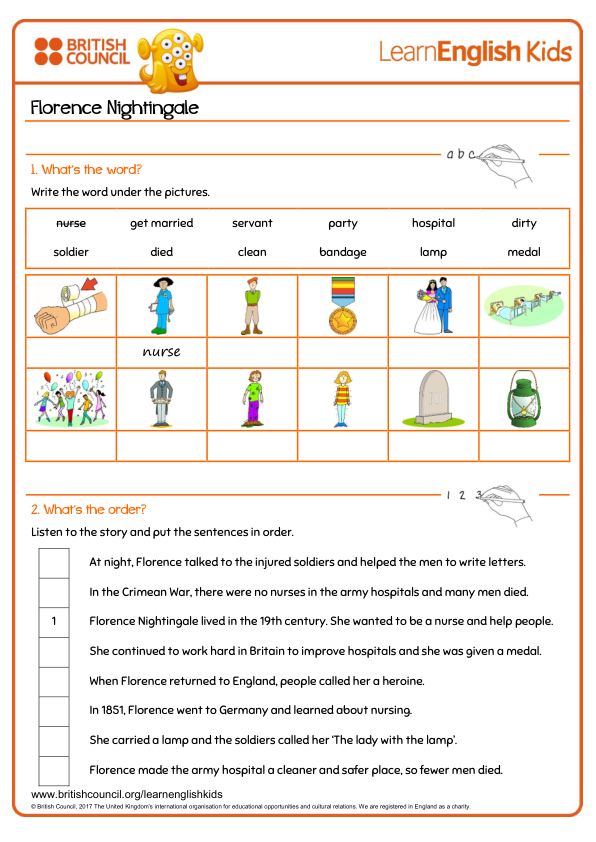 BRITISH
COUNCIL
LearnEnglish Kids
Florence Nightingale
a b c
1. What's the word?
Write the word under the pictures.
nurse get married servant party hospital dirty
soldier died clean bandage lamp medal
nurse
1 2 3
2. What's the order?
Listen to the story and put the sentences in order.
At night, Florence talked to the injured soldiers and helped the men to write letters.
In the Crimean War, there were no nurses in the army hospitals and many men died.
1 Florence Nightingale lived in the 19th century. She wanted to be a nurse and help people.
She continued to work hard in Britain to improve hospitals and she was given a medal.
When Florence returned to England, people called her a heroine.
In 1851, Florence went to Germany and learned about nursing.
She carried a lamp and the soldiers called her ‘The lady with the lamp’.
Florence made the army hospital a cleaner and safer place, so fewer men died.
www.britishcouncil.org/learnenglishkids
© British Council, 2017 The United Kingdom's international organisation for educational opportunities and cultural relations. We are registered in England as a charity.